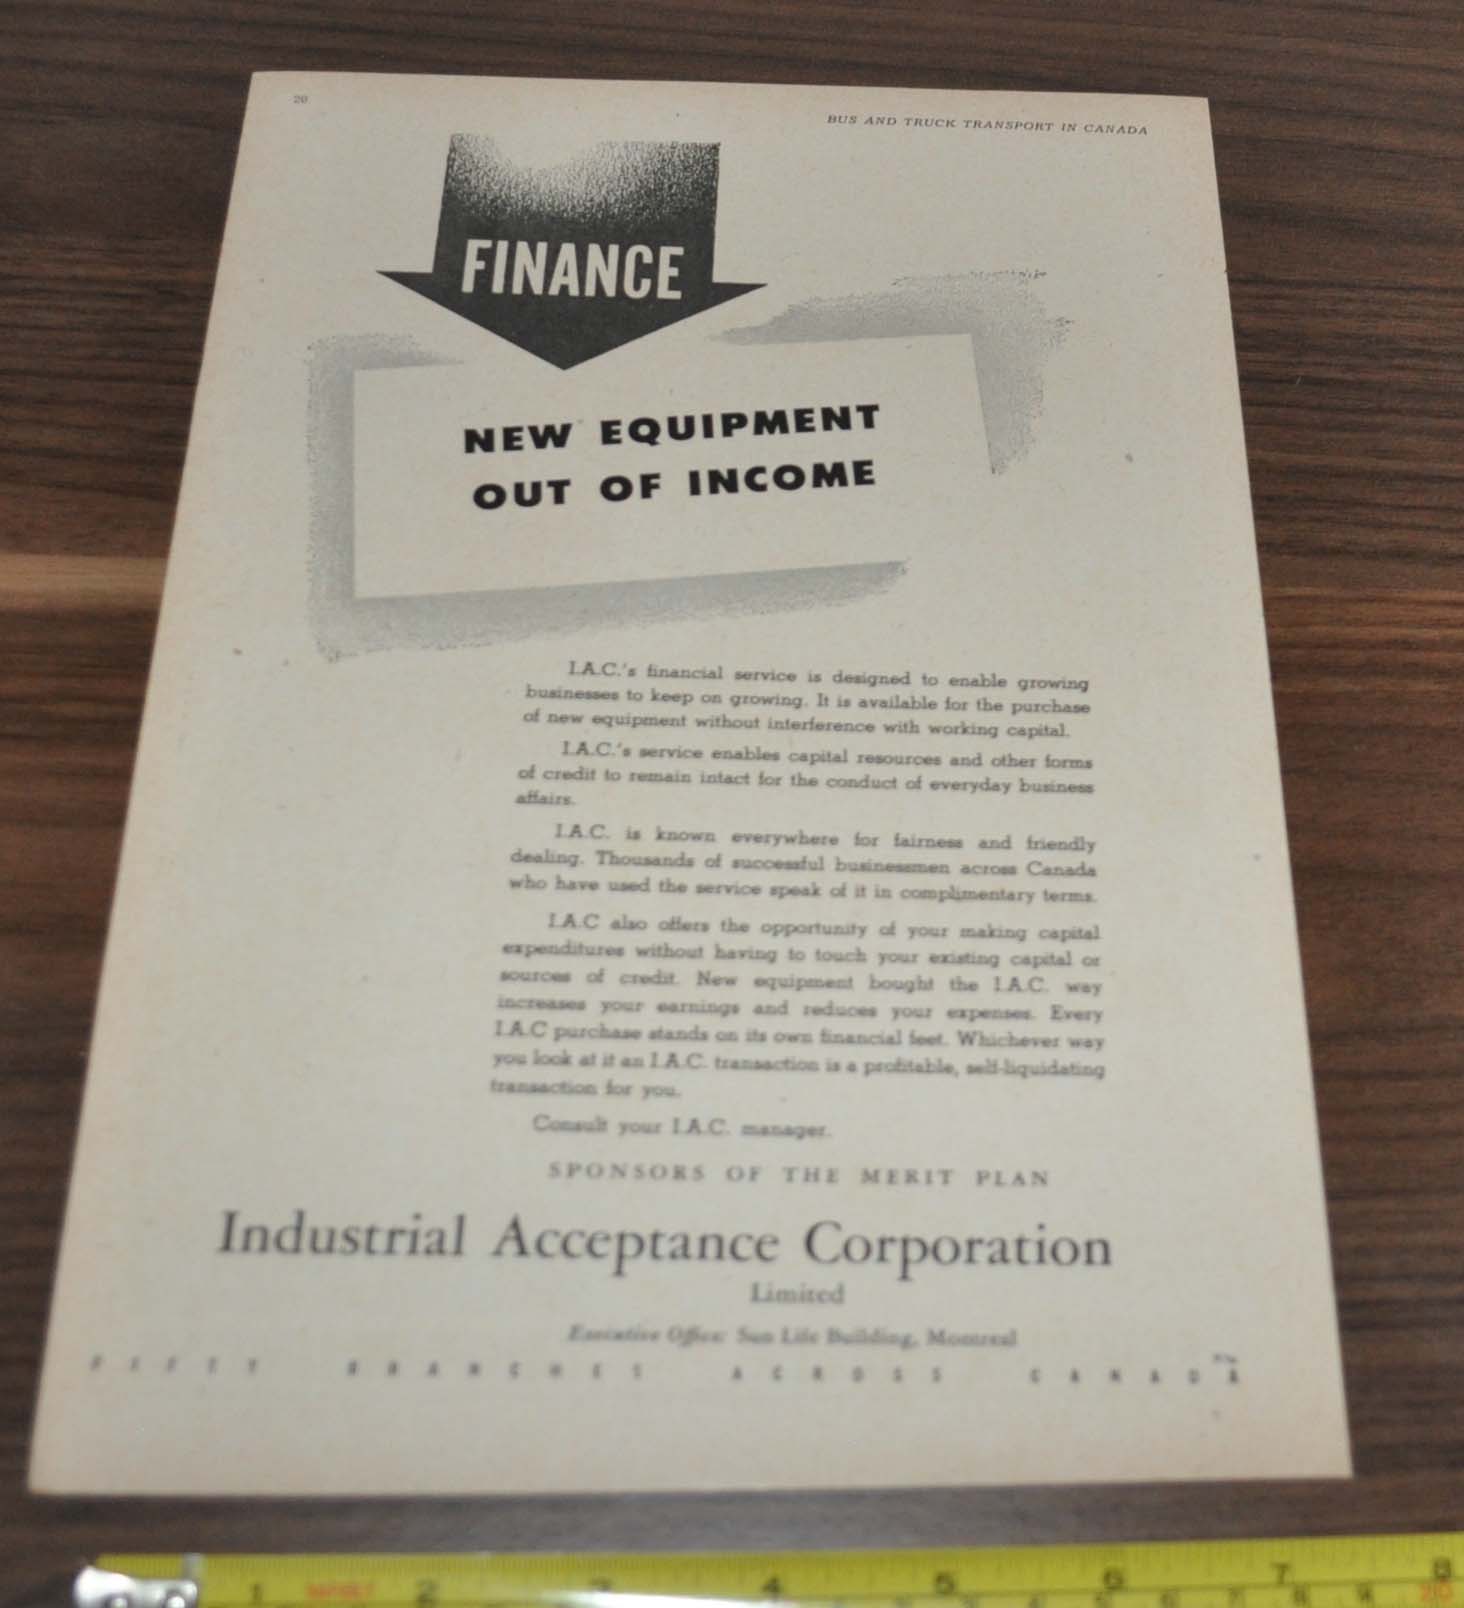 20
BUS AND TRUCK TRANSPORT IN CANADA
FINANCE
NEW EQUIPMENT
OUT OF INCOME
I.A.C.'s financial service is designed to enable growing
businesses to keep on growing. It is available for the purchase
of new equipment without interference with working capital.
I.A.C.'s service enables capital resources and other forms
of credit to remain intact for the conduct of everyday business
affairs.
I.A.C. is known everywhere for fairness and friendly
dealing. Thousands of successful businessmen across Canada
who have used the service speak of it in complimentary terms.
I.A.C also offers the opportunity of your making capital
expenditures without having to touch your existing capital or
sources of credit. New equipment bought the I.A.C. way
increases your earnings and reduces your expenses. Every
I.A.C purchase stands on its own financial feet. Whichever way
you look at it an I.A.C. transaction is a profitable, self-liquidating
transaction for you.
Consult your I.A.C. manager.
SPONSORS OF THE MERIT PLAN
Industrial Acceptance Corporation
Limited
Executive Office: Sun Life Building, Montreal
FIFTY BRANCHES ACROSS CANADA
1 2 3 4 5 6 7 8